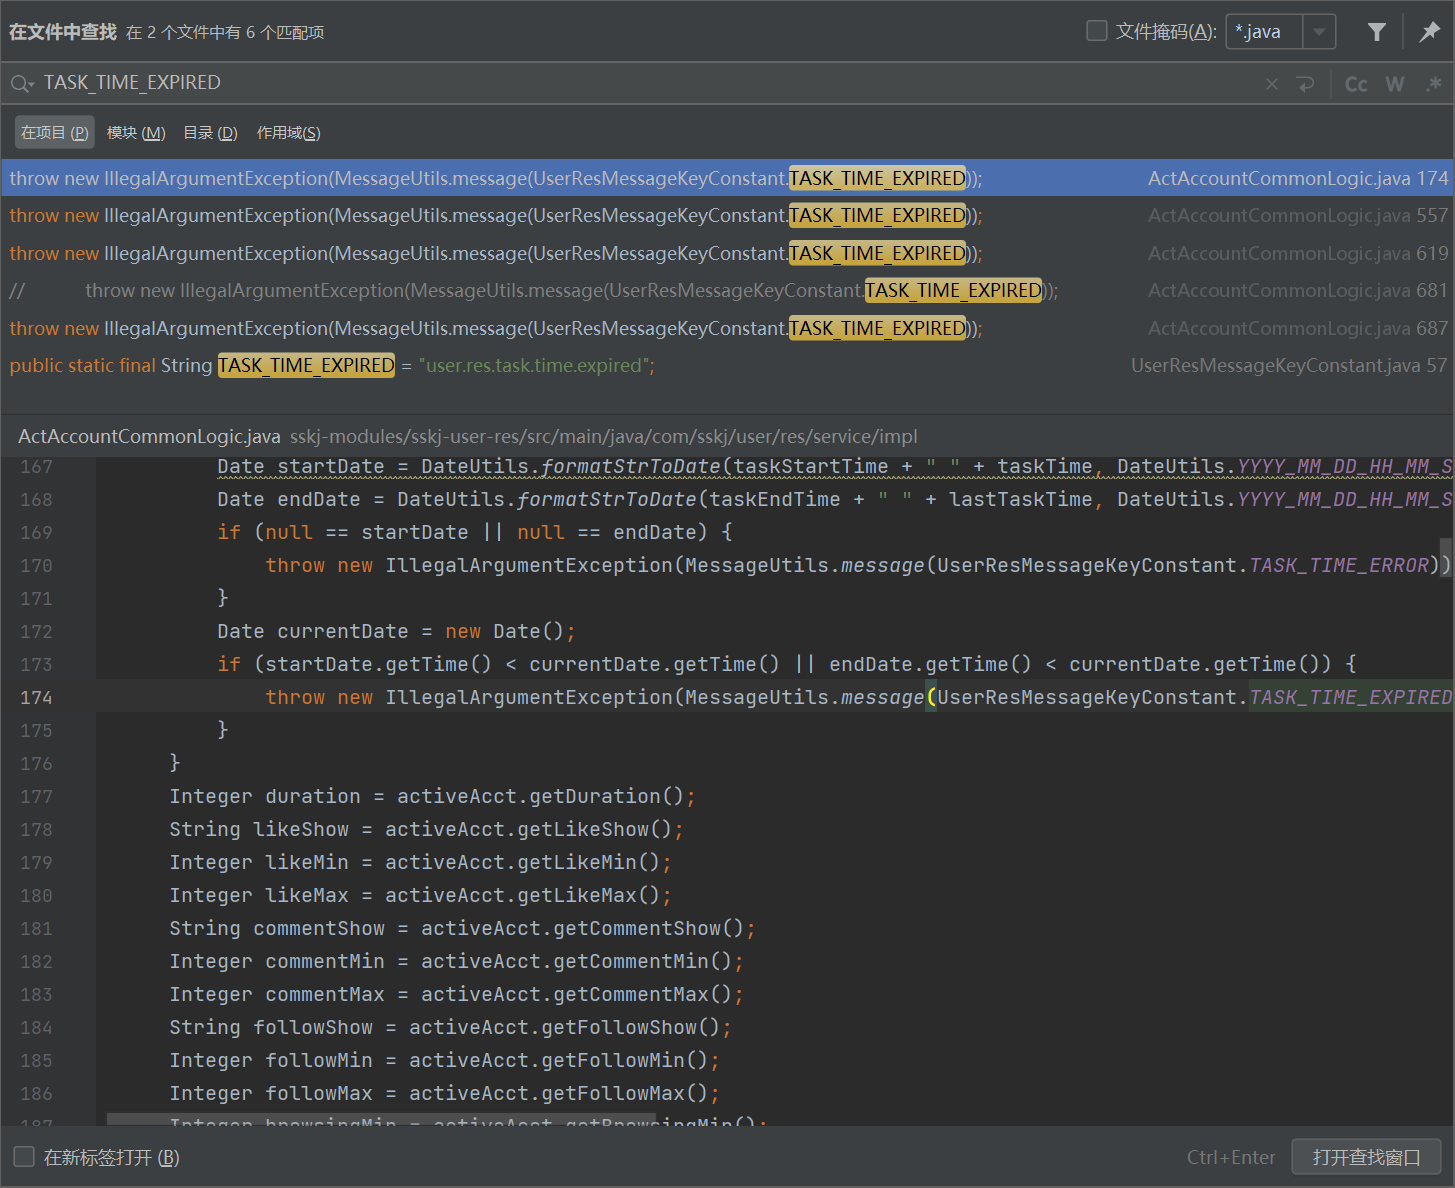 在文件中查找 在 2 个文件中有 6 个匹配项 文件掩码(A): *.java
TASK_TIME_EXPIRED Cc W .*
在项目 (P) 模块 (M) 目录 (D) 作用域(S)
throw new IllegalArgumentException(MessageUtils.message(UserResMessageKeyConstant.TASK_TIME_EXPIRED)); ActAccountCommonLogic.java 174
throw new IllegalArgumentException(MessageUtils.message(UserResMessageKeyConstant.TASK_TIME_EXPIRED)); ActAccountCommonLogic.java 557
throw new IllegalArgumentException(MessageUtils.message(UserResMessageKeyConstant.TASK_TIME_EXPIRED)); ActAccountCommonLogic.java 619
// throw new IllegalArgumentException(MessageUtils.message(UserResMessageKeyConstant.TASK_TIME_EXPIRED)); ActAccountCommonLogic.java 681
throw new IllegalArgumentException(MessageUtils.message(UserResMessageKeyConstant.TASK_TIME_EXPIRED)); ActAccountCommonLogic.java 687
public static final String TASK_TIME_EXPIRED = "user.res.task.time.expired"; UserResMessageKeyConstant.java 57
ActAccountCommonLogic.java sskj-modules/sskj-user-res/src/main/java/com/sskj/user/res/service/impl
167 Date startDate = DateUtils.formatStrToDate(taskStartTime + " " + taskTime, DateUtils.YYYY_MM_DD_HH_MM_S
168 Date endDate = DateUtils.formatStrToDate(taskEndTime + " " + lastTaskTime, DateUtils.YYYY_MM_DD_HH_MM_S
169 if (null == startDate || null == endDate) {
170 throw new IllegalArgumentException(MessageUtils.message(UserResMessageKeyConstant.TASK_TIME_ERROR))
171 }
172 Date currentDate = new Date();
173 if (startDate.getTime() < currentDate.getTime() || endDate.getTime() < currentDate.getTime()) {
174 throw new IllegalArgumentException(MessageUtils.message(UserResMessageKeyConstant.TASK_TIME_EXPIRED
175 }
176 }
177 Integer duration = activeAcct.getDuration();
178 String likeShow = activeAcct.getLikeShow();
179 Integer likeMin = activeAcct.getLikeMin();
180 Integer likeMax = activeAcct.getLikeMax();
181 String commentShow = activeAcct.getCommentShow();
182 Integer commentMin = activeAcct.getCommentMin();
183 Integer commentMax = activeAcct.getCommentMax();
184 String followShow = activeAcct.getFollowShow();
185 Integer followMin = activeAcct.getFollowMin();
186 Integer followMax = activeAcct.getFollowMax();
187 Integer browsingMin = activeAcct.getBrowsingMin();
在新标签打开 (B) Ctrl+Enter 打开查找窗口